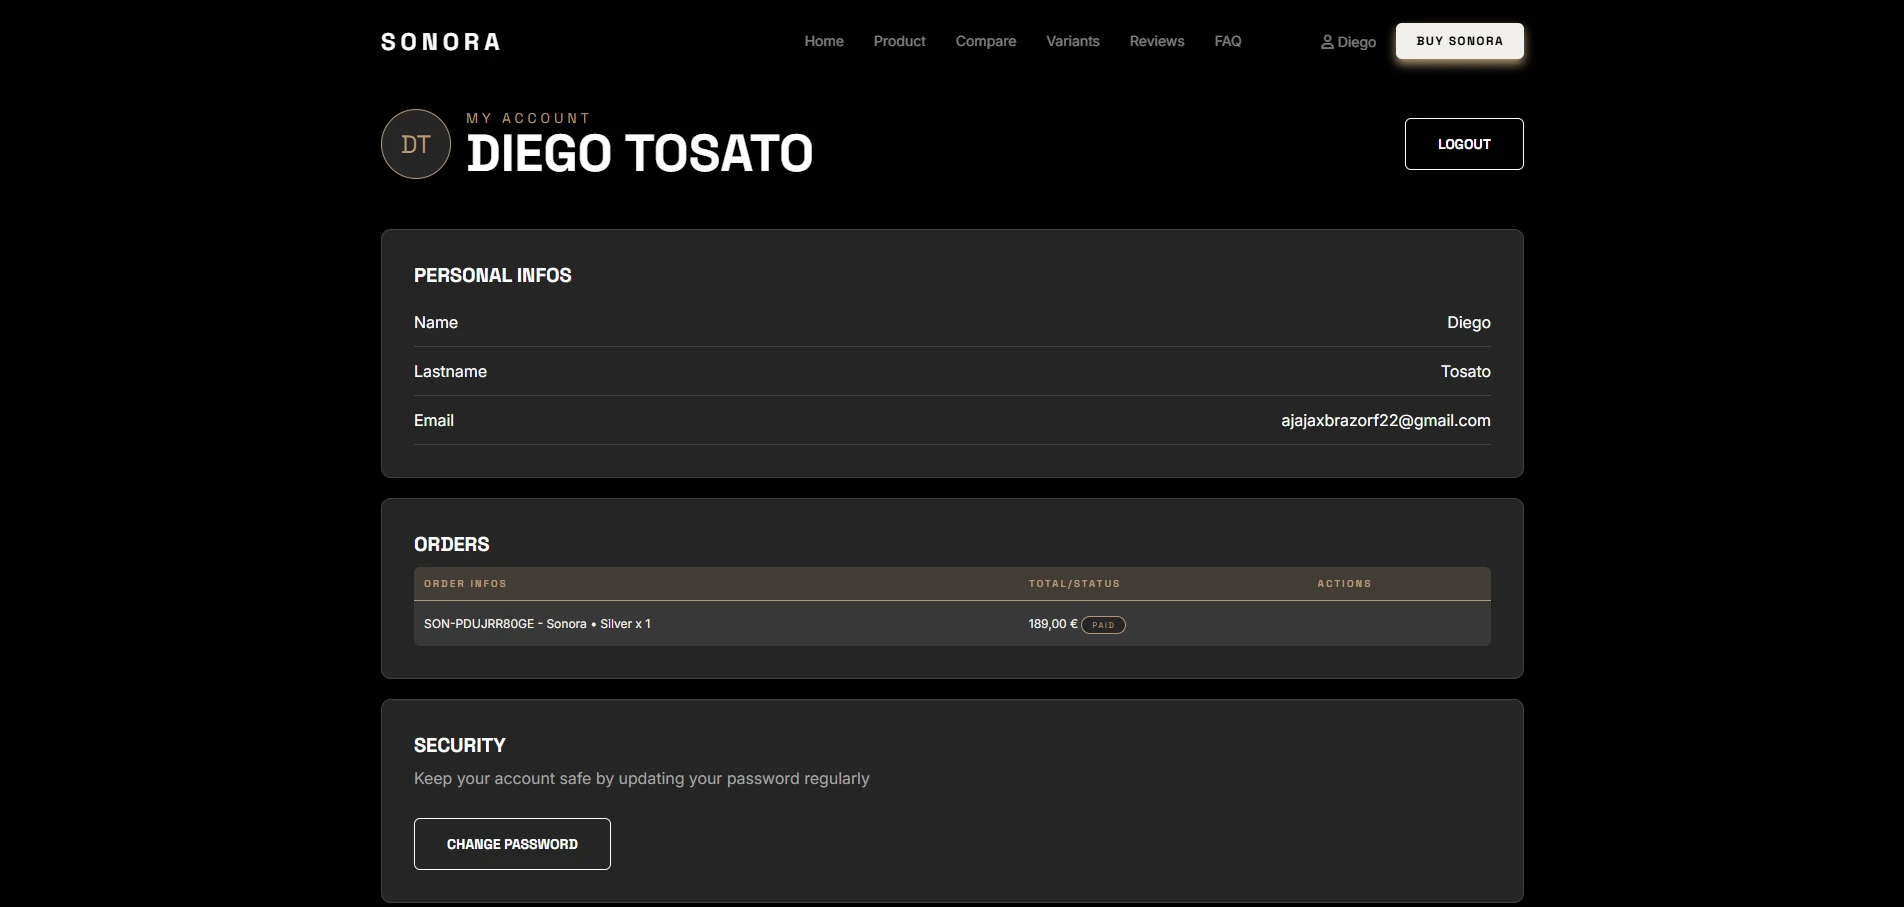 SONORA
Home Product Compare Variants Reviews FAQ Diego BUY SONORA
DT
MY ACCOUNT
DIEGO TOSATO
LOGOUT
PERSONAL INFOS
Name Diego
Lastname Tosato
Email ajajaxbrazorf22@gmail.com
ORDERS
ORDER INFOS TOTAL/STATUS ACTIONS
SON-PDUJRR80GE - Sonora • Silver x 1 189,00 € PAID
SECURITY
Keep your account safe by updating your password regularly
CHANGE PASSWORD